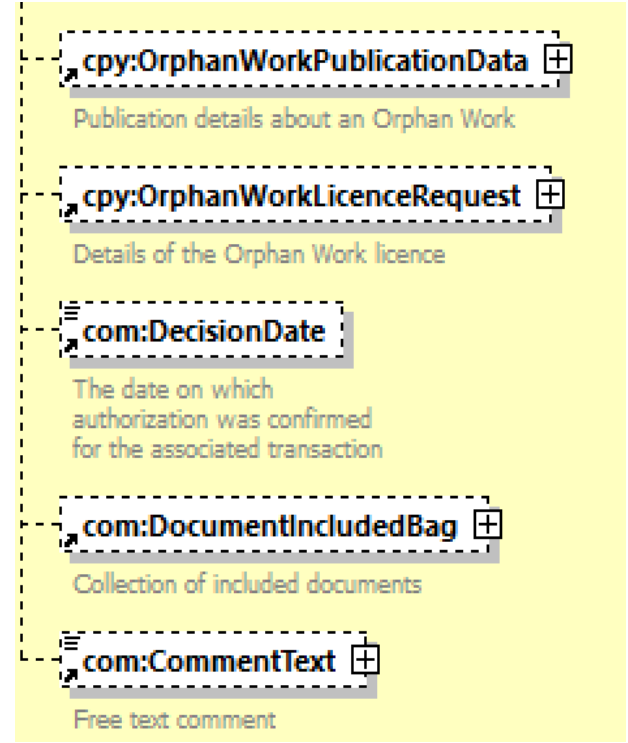 cpy:OrphanWorkPublicationData
Publication details about an Orphan Work
cpy:OrphanWorkLicenceRequest
Details of the Orphan Work licence
com:DecisionDate
The date on which
authorization was confirmed
for the associated transaction
com:DocumentIncludedBag
Collection of included documents
com:CommentText
Free text comment